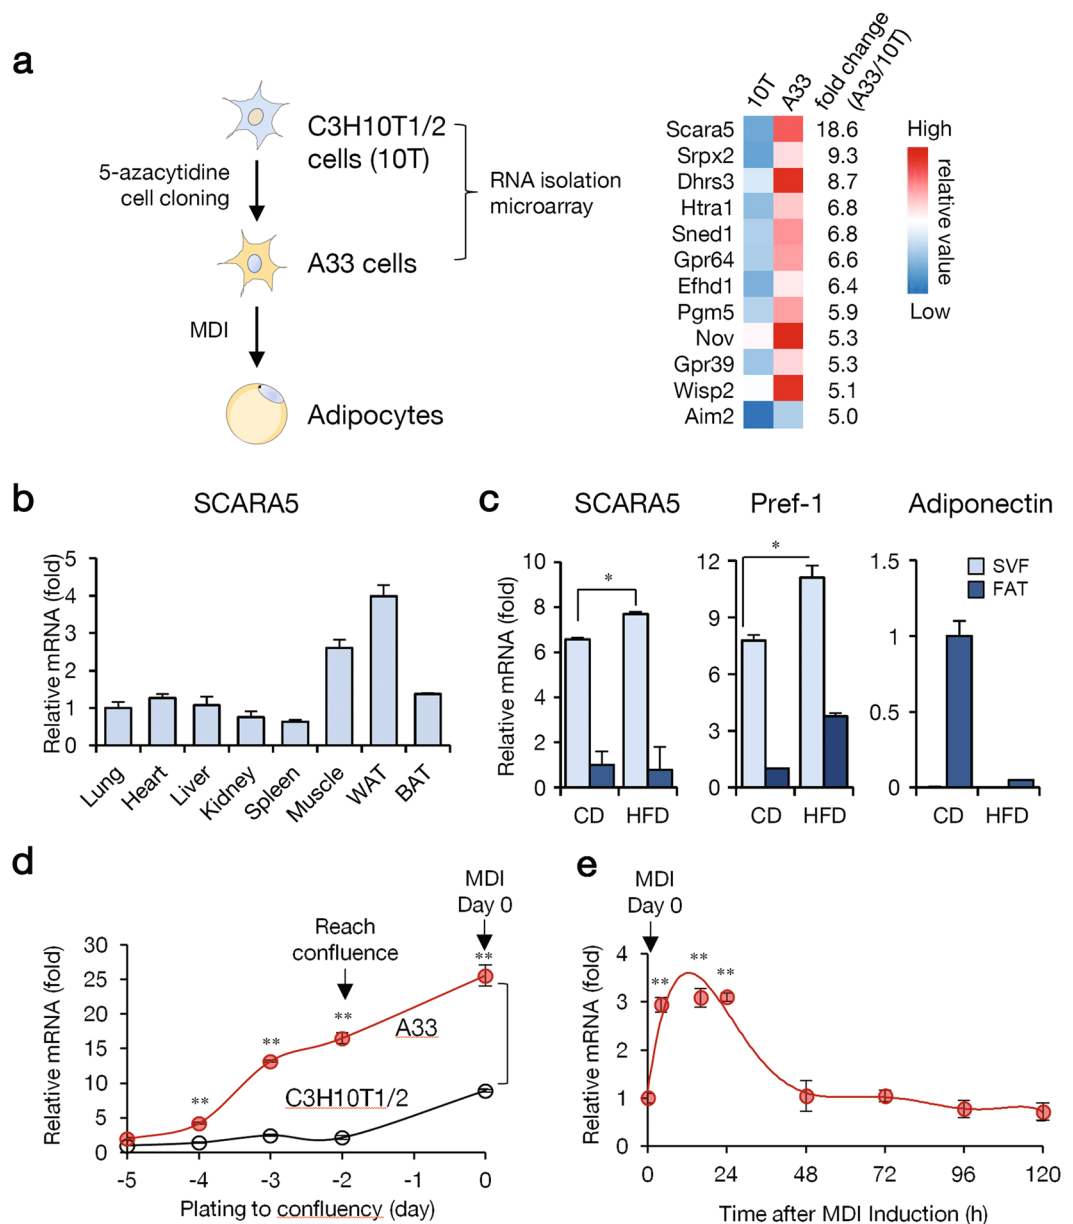 a
C3H10T1/2
cells (10T)
5-azacytidine
cell cloning
RNA isolation
microarray
A33 cells
MDI
Adipocytes
10T A33 fold change
(A33/10T)
Scara5 18.6
Srpx2 9.3
Dhrs3 8.7
Htra1 6.8
Sned1 6.8
Gpr64 6.6
Efhd1 6.4
Pgm5 5.9
Nov 5.3
Gpr39 5.3
Wisp2 5.1
Aim2 5.0
High
relative value
Low
b
SCARA5
Relative mRNA (fold)
5
4
3
2
1
0
Lung Heart Liver Kidney Spleen Muscle WAT BAT
c
SCARA5 Pref-1 Adiponectin
Relative mRNA (fold)
10
8
6
4
2
0
*
CD HFD
12
9
6
3
0
*
CD HFD
1.5
1
0.5
0
SVF
FAT
CD HFD
d
MDI
Day 0
Reach
confluence
Relative mRNA (fold)
30
25
20
15
10
5
0
** ** ** **
A33
C3H10T1/2
-5 -4 -3 -2 -1 0
Plating to confluency (day)
e
MDI
Day 0
Relative mRNA (fold)
4
3
2
1
0
** ** **
0 24 48 72 96 120
Time after MDI Induction (h)